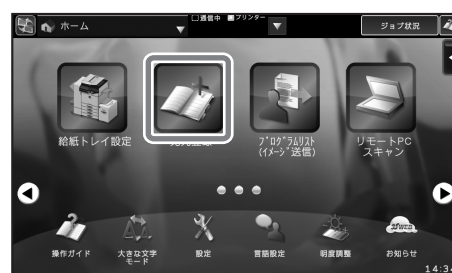 ホーム
□通信中 ■プリンター
ジョブ状況
給紙トレイ設定
プログラムリスト
(イメージ送信)
リモートPC
スキャン
操作ガイド
大きな文字
モード
設定
言語設定
明度調整
お知らせ